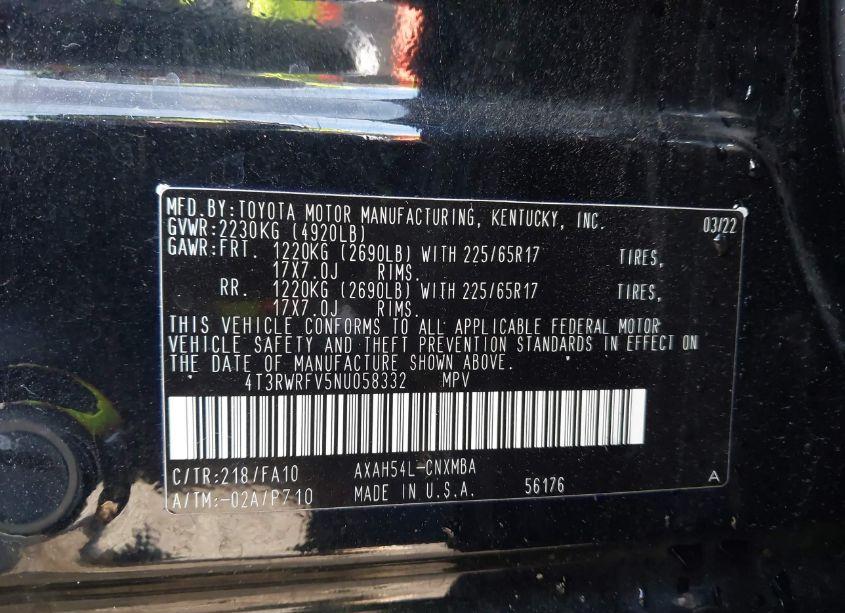 MFD.BY:TOYOTA MOTOR MANUFACTURING, KENTUCKY, INC. 03/22
GVWR:2230KG (4920LB)
GAWR:FRT. 1220KG (2690LB) WITH 225/65R17 TIRES,
17X7.0J RIMS.
RR. 1220KG (2690LB) WITH 225/65R17 TIRES,
17X7.0J RIMS.
THIS VEHICLE CONFORMS TO ALL APPLICABLE FEDERAL MOTOR
VEHICLE SAFETY AND THEFT PREVENTION STANDARDS IN EFFECT ON
THE DATE OF MANUFACTURE SHOWN ABOVE.
4T3RWRFV5NU058332 MPV
C/TR:218/FA10 AXAH54L-CNXMBA A
A/TM:-02A/P710 MADE IN U.S.A. 56176